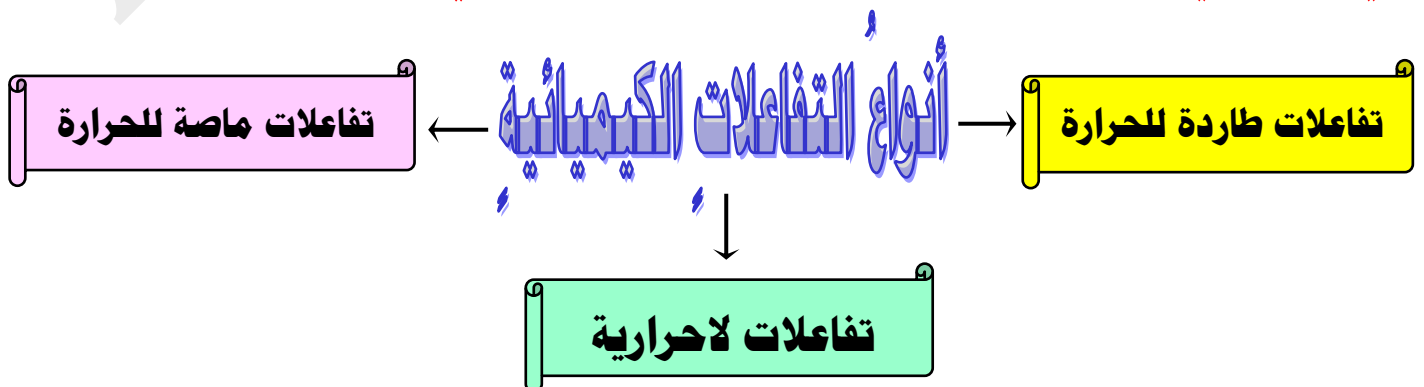 أنواعُ التفاعلاتِ الكيميائيةِ
تفاعلات طاردة للحرارة
تفاعلات ماصة للحرارة
تفاعلات لاحرارية